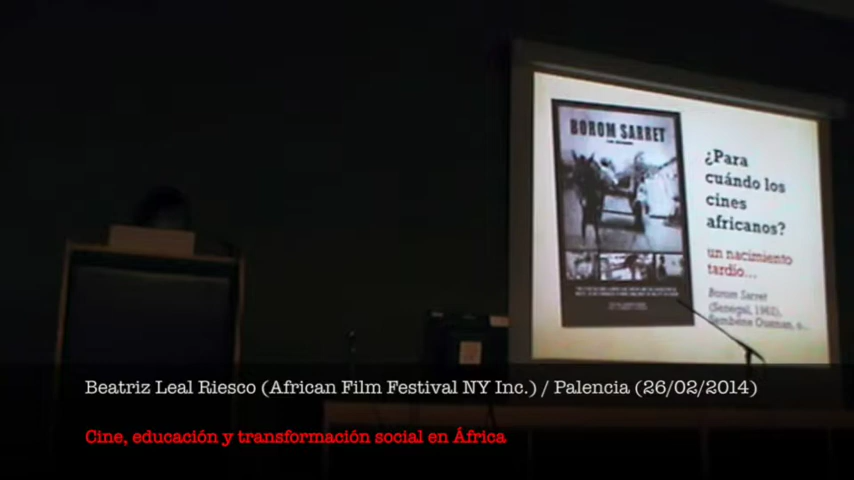 BOROM SARRET
¿Para
cuándo los
cines
africanos?
un nacimiento
tardío...
Borom Sarret
(Senegal, 1963),
Sembène Ousman, o...
Beatriz Leal Riesco (African Film Festival NY Inc.) / Palencia (26/02/2014)
Cine, educación y transformación social en África